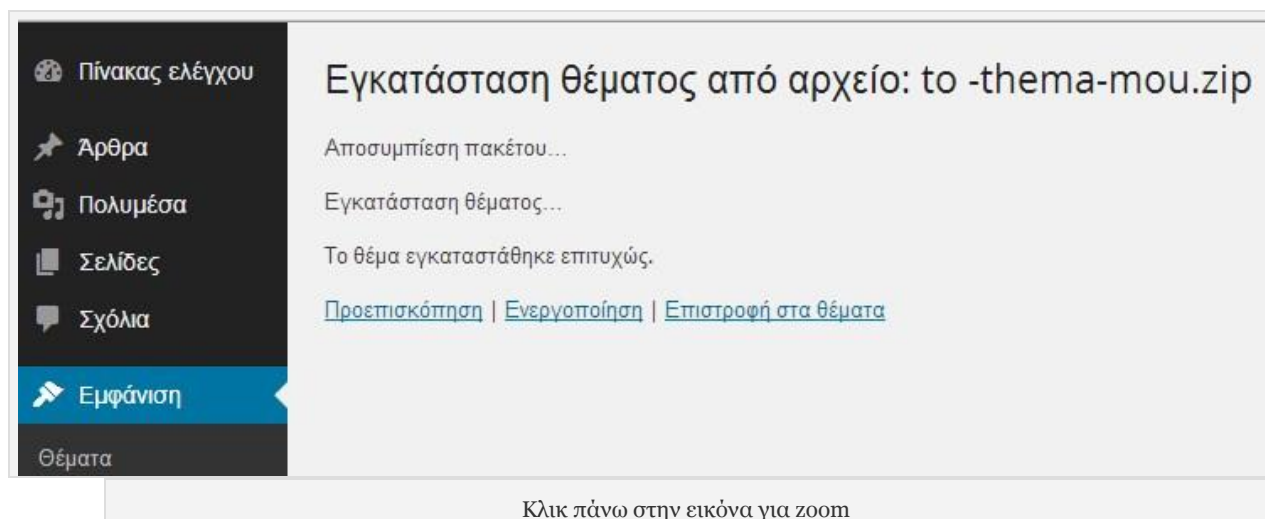 Πίνακας ελέγχου
Άρθρα
Πολυμέσα
Σελίδες
Σχόλια
Εμφάνιση
Θέματα
Εγκατάσταση θέματος από αρχείο: to -thema-mou.zip
Αποσυμπίεση πακέτου...
Εγκατάσταση θέματος...
Το θέμα εγκαταστάθηκε επιτυχώς.
Προεπισκόπηση | Ενεργοποίηση | Επιστροφή στα θέματα
Κλικ πάνω στην εικόνα για zoom